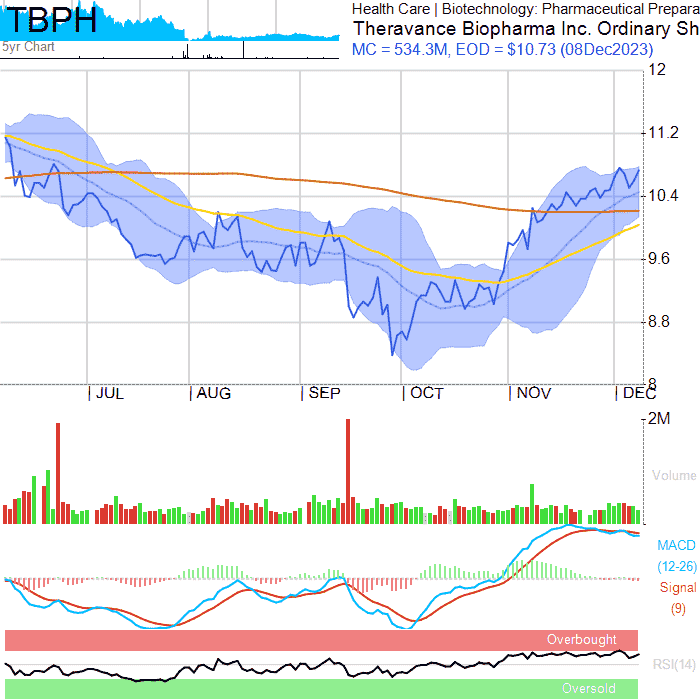 TBPH
5yr Chart
Health Care | Biotechnology: Pharmaceutical Prepara
Theravance Biopharma Inc. Ordinary Sh
MC = 534.3M, EOD = $10.73 (08Dec2023)
12
11.2
10.4
9.6
8.8
8
JUL AUG SEP OCT NOV DEC
2M
Volume
MACD
(12-26)
Signal
(9)
Overbought
RSI(14)
Oversold